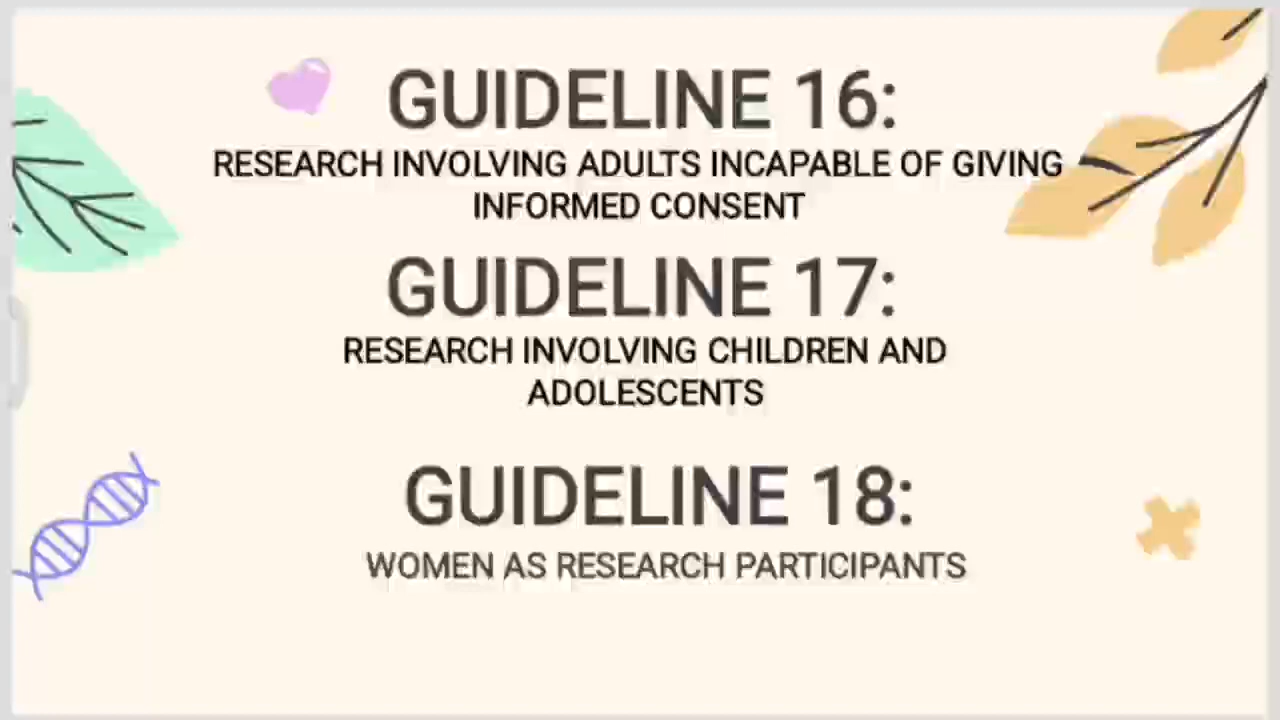 GUIDELINE 16:
RESEARCH INVOLVING ADULTS INCAPABLE OF GIVING
INFORMED CONSENT
GUIDELINE 17:
RESEARCH INVOLVING CHILDREN AND
ADOLESCENTS
GUIDELINE 18:
WOMEN AS RESEARCH PARTICIPANTS